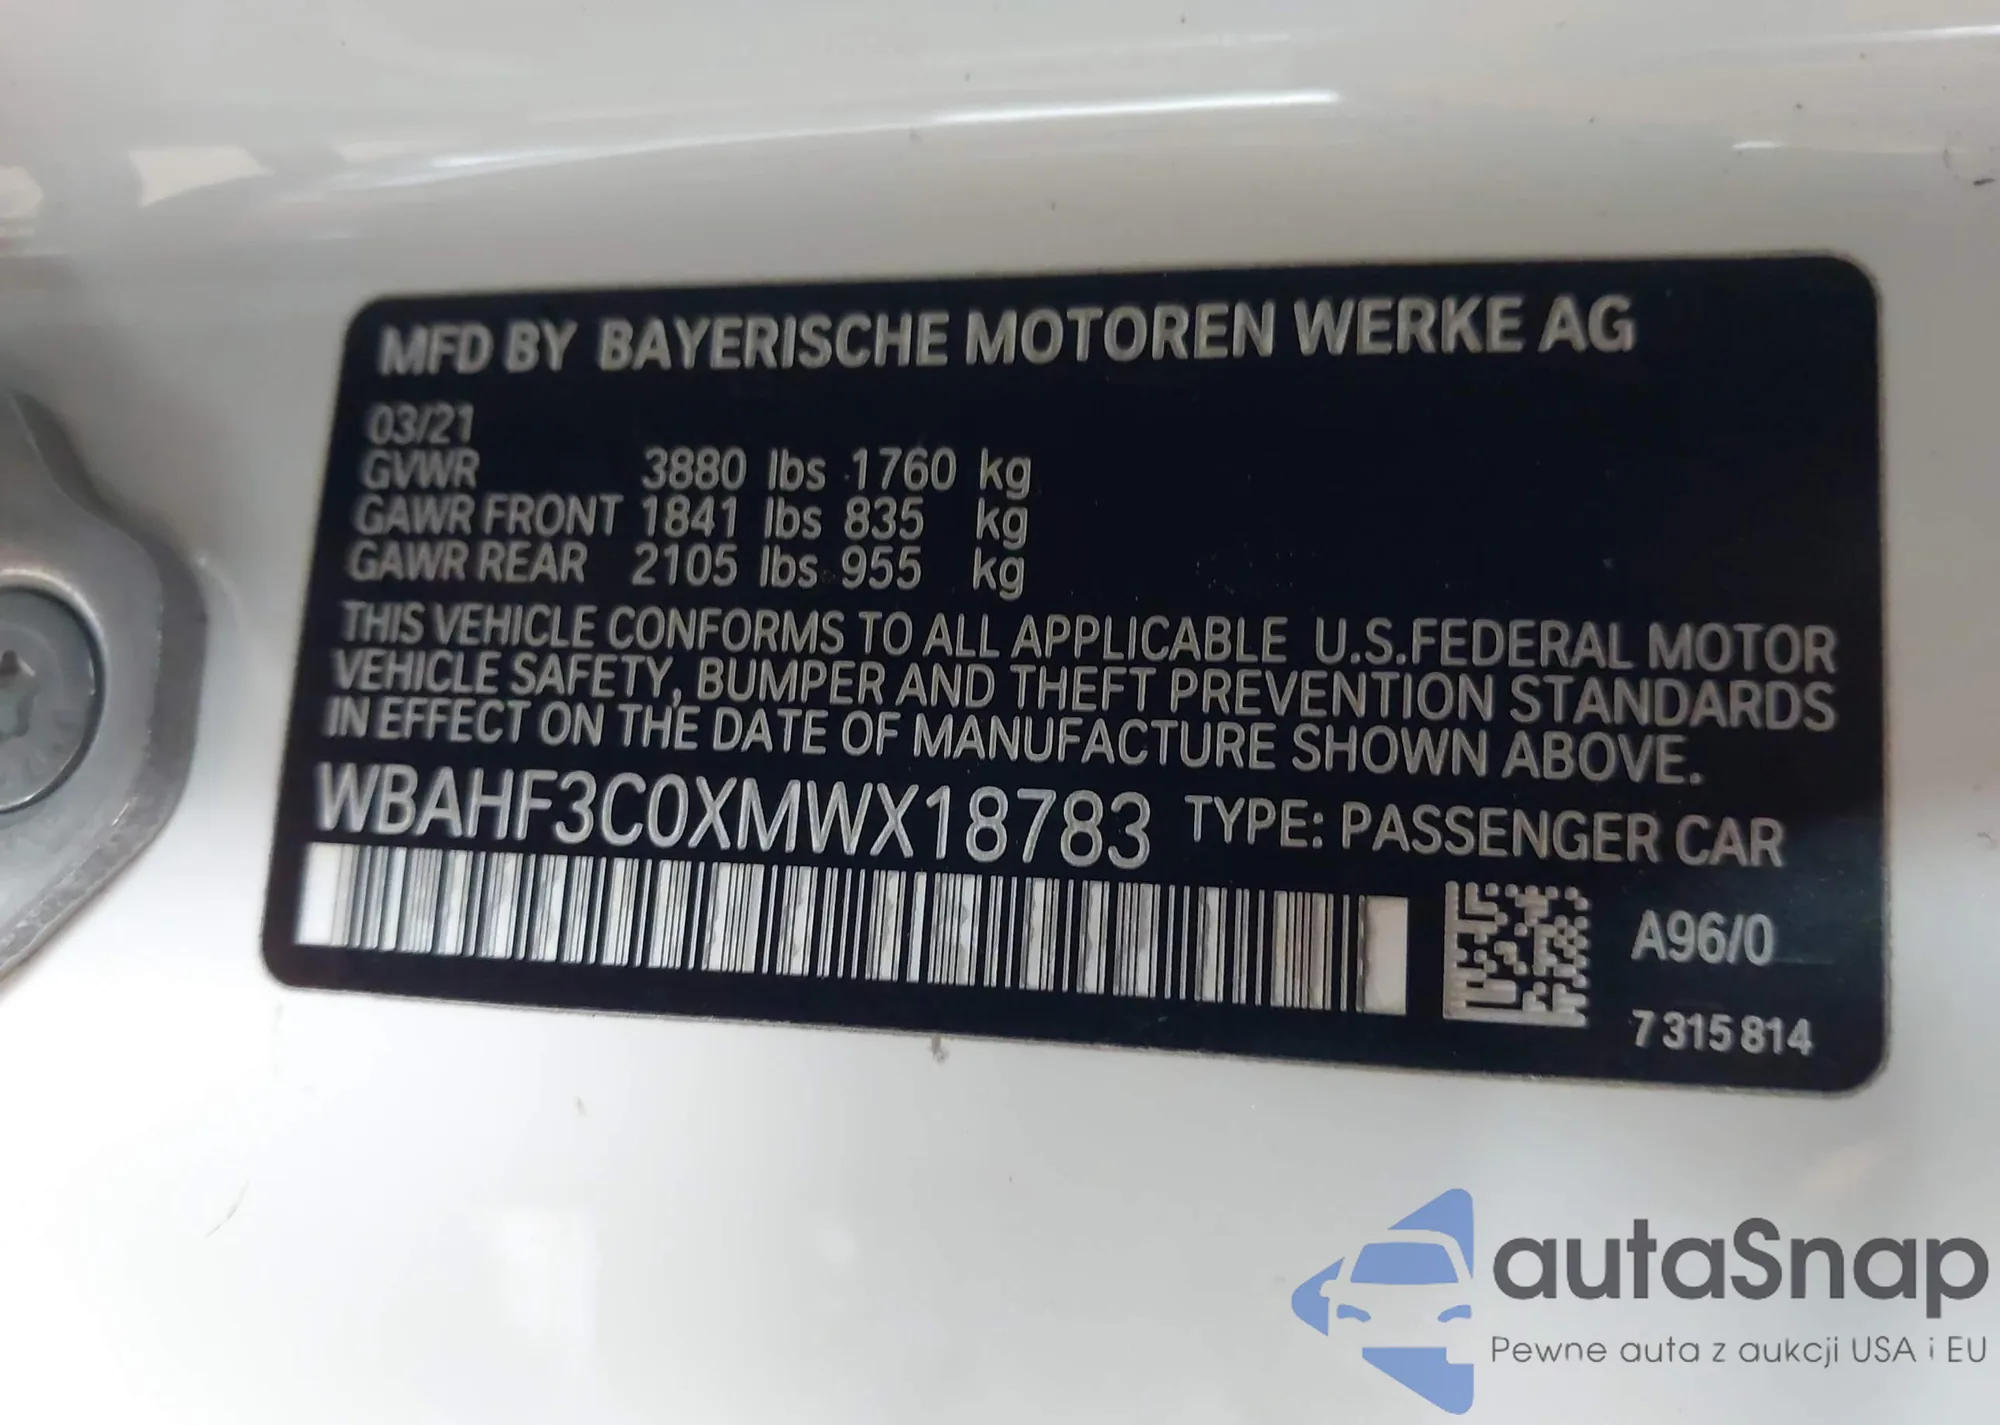 MFD BY BAYERISCHE MOTOREN WERKE AG
03/21
GVWR 3880 lbs 1760 kg
GAWR FRONT 1841 lbs 835 kg
GAWR REAR 2105 lbs 955 kg
THIS VEHICLE CONFORMS TO ALL APPLICABLE U.S.FEDERAL MOTOR
VEHICLE SAFETY, BUMPER AND THEFT PREVENTION STANDARDS
IN EFFECT ON THE DATE OF MANUFACTURE SHOWN ABOVE.
WBAHF3C0XMWX18783 TYPE: PASSENGER CAR
A96/0
7 315 814
autaSnap
Pewne auta z aukcji USA i EU